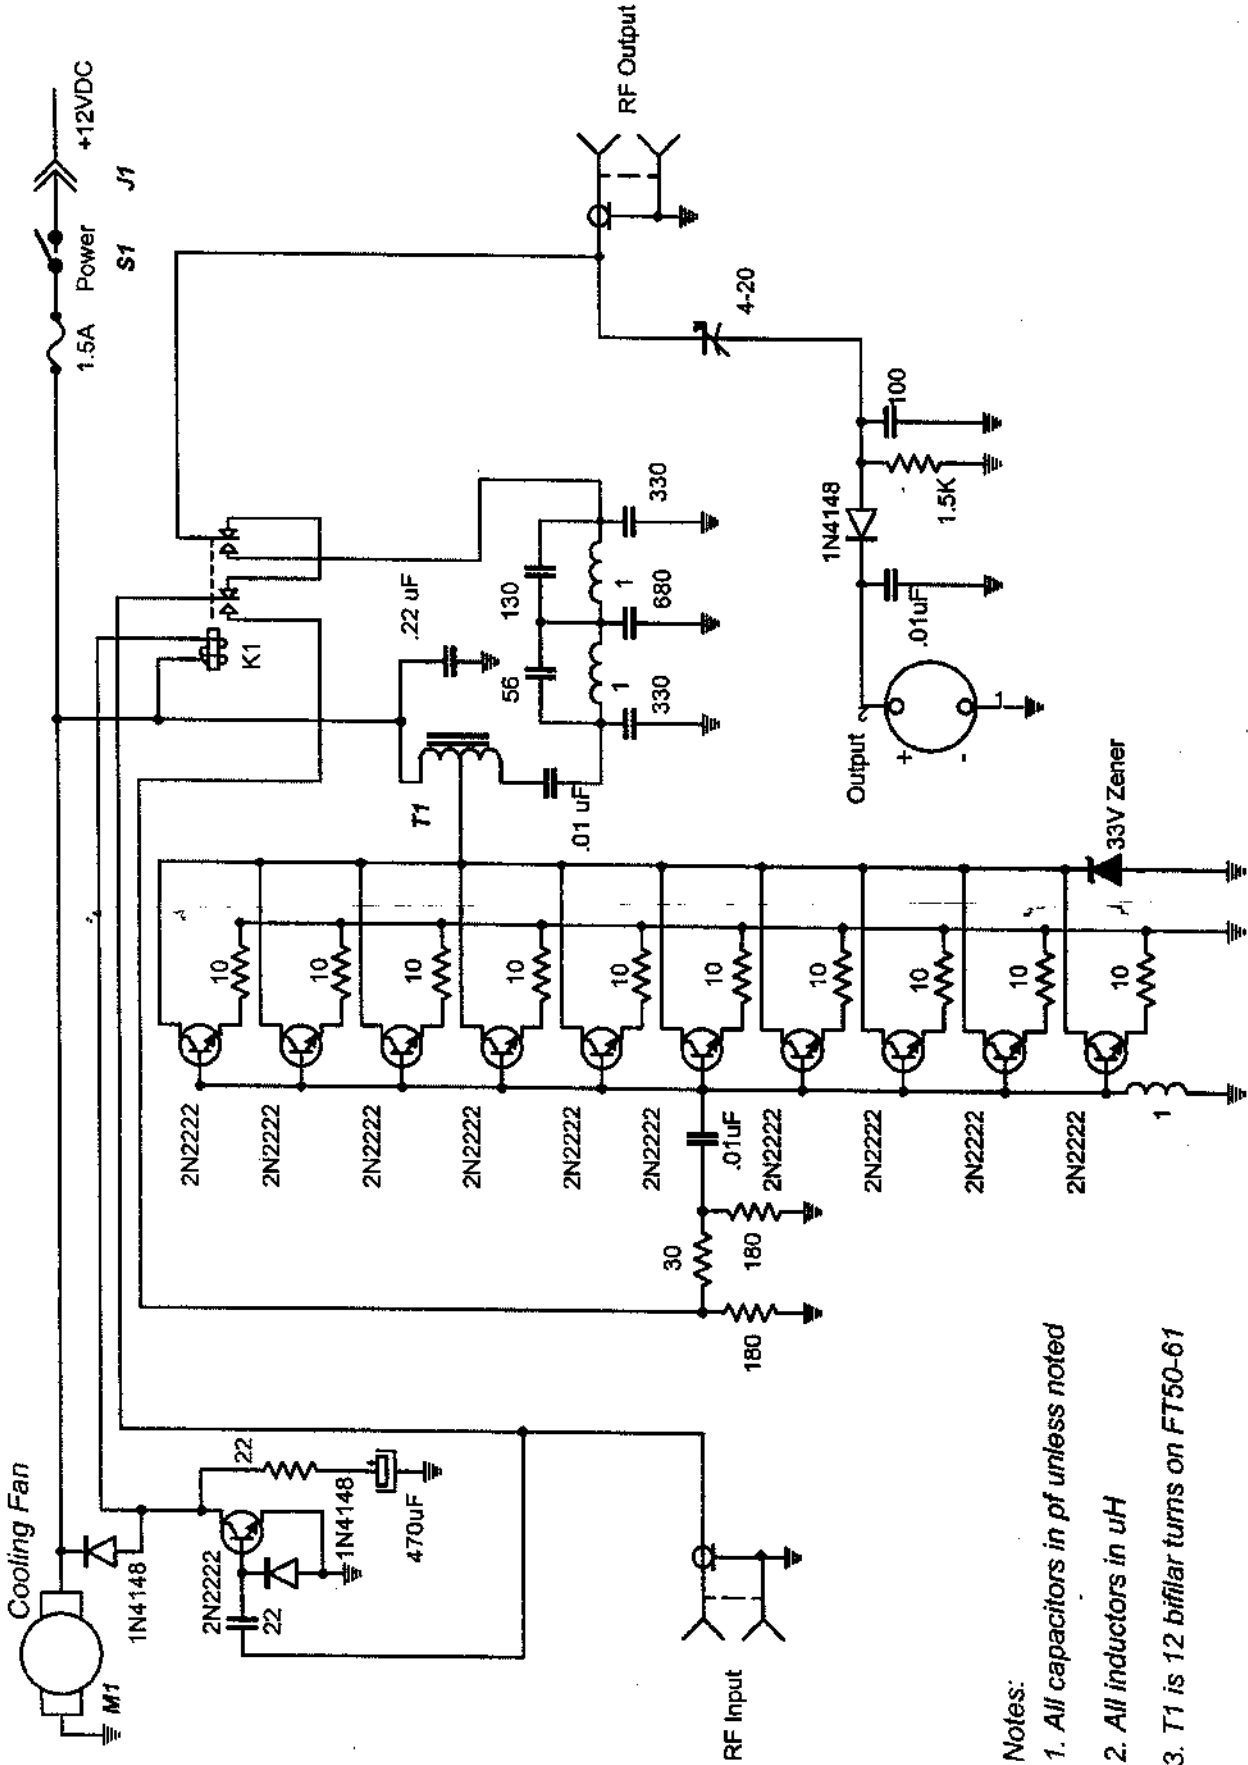 Cooling Fan
M1
1N4148
2N2222
22
22
1N4148
470uF
RF Input
1.5A
Power
S1
J1
+12VDC
K1
.22 uF
T1
.01 uF
56
130
1
1
330
680
330
RF Output
4-20
100
1.5K
1N4148
.01uF
Output
+
-
33V Zener
10
10
10
10
10
10
10
10
10
10
2N2222
2N2222
2N2222
2N2222
2N2222
2N2222
2N2222
2N2222
2N2222
2N2222
.01uF
30
180
180
1
Notes:
1. All capacitors in pf unless noted
2. All inductors in uH
3. T1 is 12 bifilar turns on FT50-61